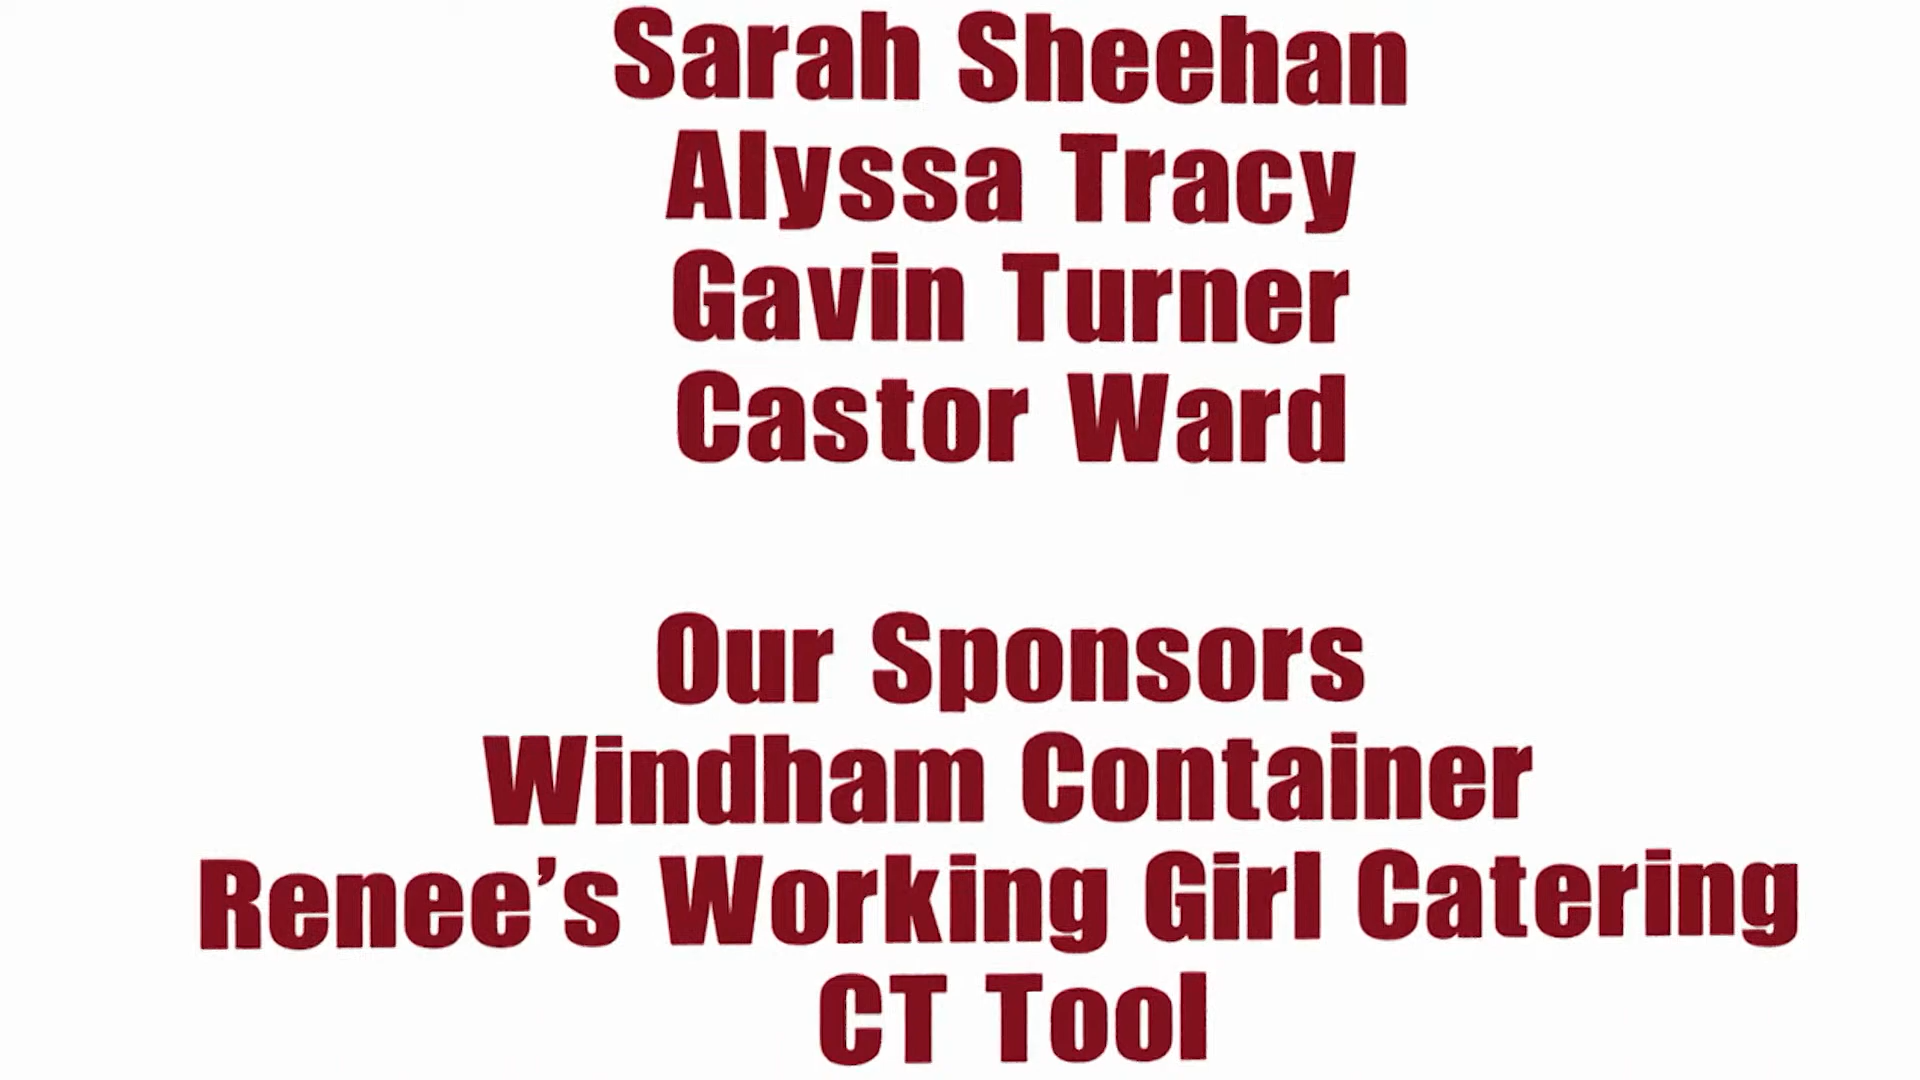 Sarah Sheehan
Alyssa Tracy
Gavin Turner
Castor Ward
Our Sponsors
Windham Container
Renee’s Working Girl Catering
CT Tool